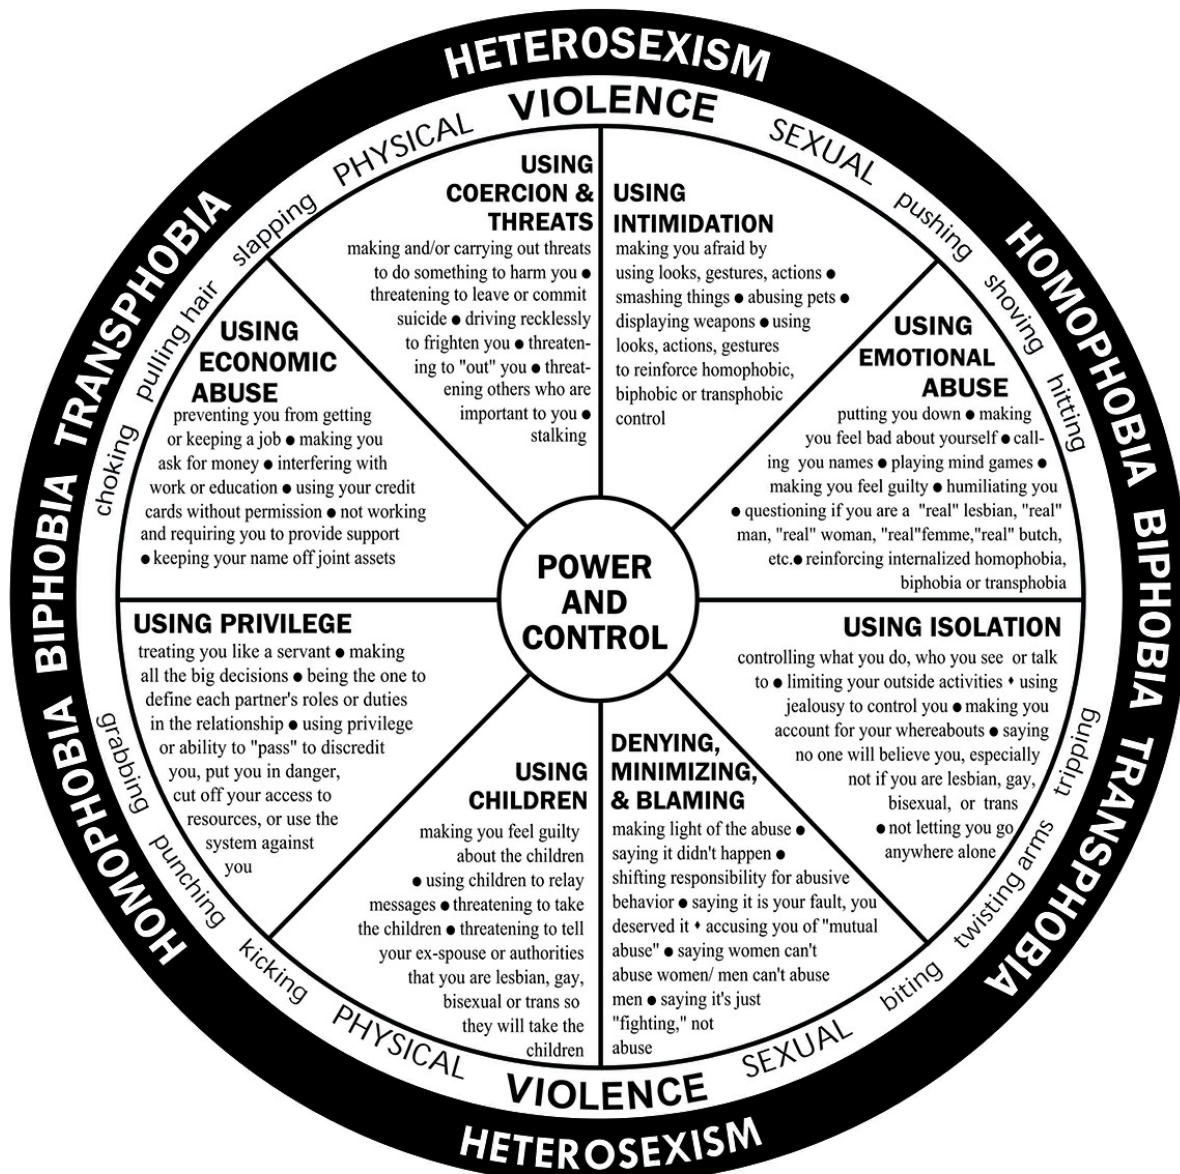 HETEROSEXISM
VIOLENCE
PHYSICAL
SEXUAL
slapping
pulling hair
choking
pushing
shoving
hitting
TRANSPHOBIA
BIPHOBIA
HOMOPHOBIA
HOMOPHOBIA
BIPHOBIA
TRANSPHOBIA
USING
COERCION &
THREATS
making and/or carrying out threats
to do something to harm you ●
threatening to leave or commit
suicide ● driving recklessly
to frighten you ● threaten-
ing to "out" you ● threat-
ening others who are
important to you ●
stalking
USING
INTIMIDATION
making you afraid by
using looks, gestures, actions ●
smashing things ● abusing pets ●
displaying weapons ● using
looks, actions, gestures
to reinforce homophobic,
biphobic or transphobic
control
USING
ECONOMIC
ABUSE
preventing you from getting
or keeping a job ● making you
ask for money ● interfering with
work or education ● using your credit
cards without permission ● not working
and requiring you to provide support
● keeping your name off joint assets
USING
EMOTIONAL
ABUSE
putting you down ● making
you feel bad about yourself ● call-
ing you names ● playing mind games ●
making you feel guilty ● humiliating you
● questioning if you are a "real" lesbian, "real"
man, "real" woman, "real"femme,"real" butch,
etc.● reinforcing internalized homophobia,
biphobia or transphobia
POWER
AND
CONTROL
USING PRIVILEGE
treating you like a servant ● making
all the big decisions ● being the one to
define each partner's roles or duties
in the relationship ● using privilege
or ability to "pass" to discredit
you, put you in danger,
cut off your access to
resources, or use the
system against
you
USING ISOLATION
controlling what you do, who you see or talk
to ● limiting your outside activities ♦ using
jealousy to control you ● making you
account for your whereabouts ● saying
no one will believe you, especially
not if you are lesbian, gay,
bisexual, or trans
● not letting you go
anywhere alone
USING
CHILDREN
making you feel guilty
about the children
● using children to relay
messages ● threatening to take
the children ● threatening to tell
your ex-spouse or authorities
that you are lesbian, gay,
bisexual or trans so
they will take the
children
DENYING,
MINIMIZING,
& BLAMING
making light of the abuse ●
saying it didn't happen ●
shifting responsibility for abusive
behavior ● saying it is your fault, you
deserved it ♦ accusing you of "mutual
abuse" ● saying women can't
abuse women/ men can't abuse
men ● saying it's just
"fighting," not
abuse
grabbing
punching
kicking
PHYSICAL
VIOLENCE
SEXUAL
biting
twisting arms
tripping
HETEROSEXISM